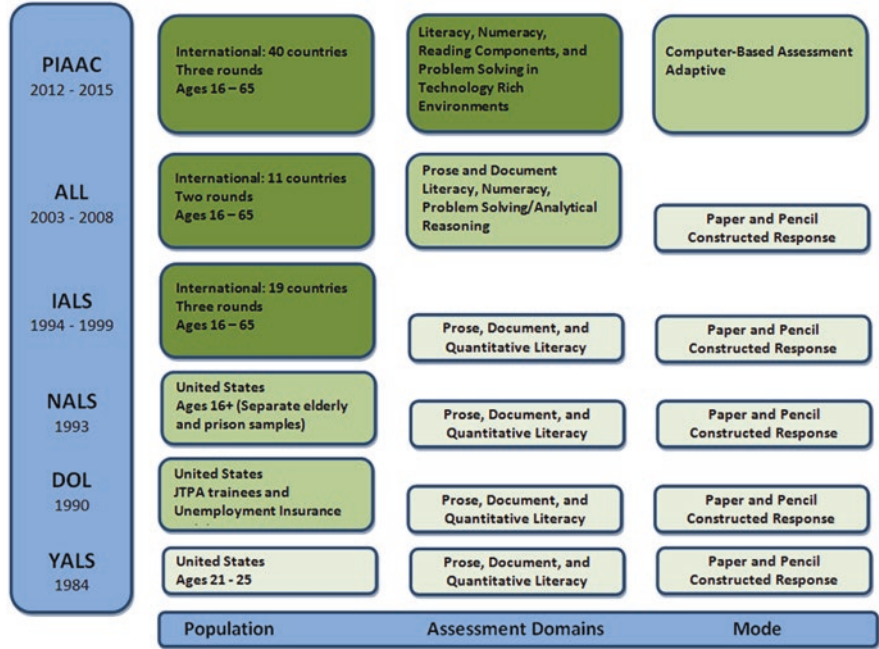 PIAAC
2012 - 2015
International: 40 countries
Three rounds
Ages 16 – 65
Literacy, Numeracy,
Reading Components, and
Problem Solving in
Technology Rich
Environments
Computer-Based Assessment
Adaptive
ALL
2003 - 2008
International: 11 countries
Two rounds
Ages 16 – 65
Prose and Document
Literacy, Numeracy,
Problem Solving/Analytical
Reasoning
Paper and Pencil
Constructed Response
IALS
1994 - 1999
International: 19 countries
Three rounds
Ages 16 – 65
Prose, Document, and
Quantitative Literacy
Paper and Pencil
Constructed Response
NALS
1993
United States
Ages 16+ (Separate elderly
and prison samples)
Prose, Document, and
Quantitative Literacy
Paper and Pencil
Constructed Response
DOL
1990
United States
JTPA trainees and
Unemployment Insurance
Prose, Document, and
Quantitative Literacy
Paper and Pencil
Constructed Response
YALS
1984
United States
Ages 21 - 25
Prose, Document, and
Quantitative Literacy
Paper and Pencil
Constructed Response
Population
Assessment Domains
Mode